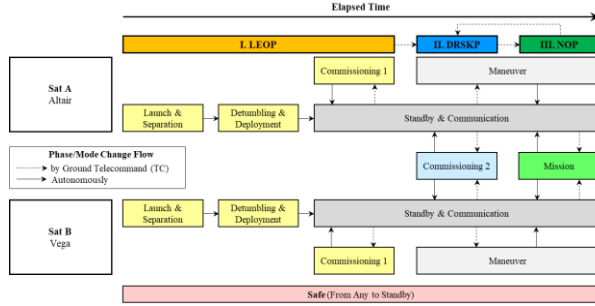 Elapsed Time
I. LEOP
II. DRSKP
III. NOP
Sat A
Altair
Commissioning 1
Maneuver
Launch &
Separation
Detumbling &
Deployment
Standby & Communication
Phase/Mode Change Flow
by Ground Telecommand (TC)
Autonomously
Commissioning 2
Mission
Sat B
Vega
Launch &
Separation
Detumbling &
Deployment
Standby & Communication
Commissioning 1
Maneuver
Safe (From Any to Standby)